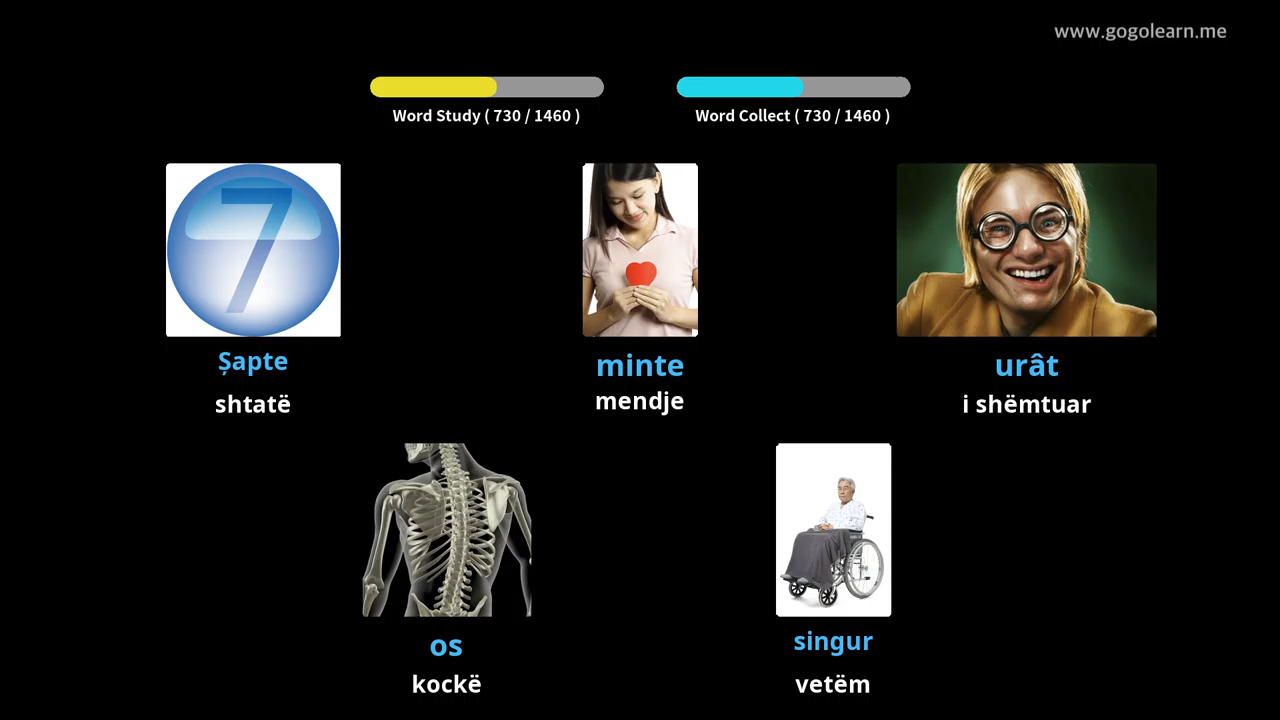 www.gogolearn.me
Word Study ( 730 / 1460 )
Word Collect ( 730 / 1460 )
7
Șapte
shtatë
minte
mendje
urât
i shëmtuar
os
kockë
singur
vetëm